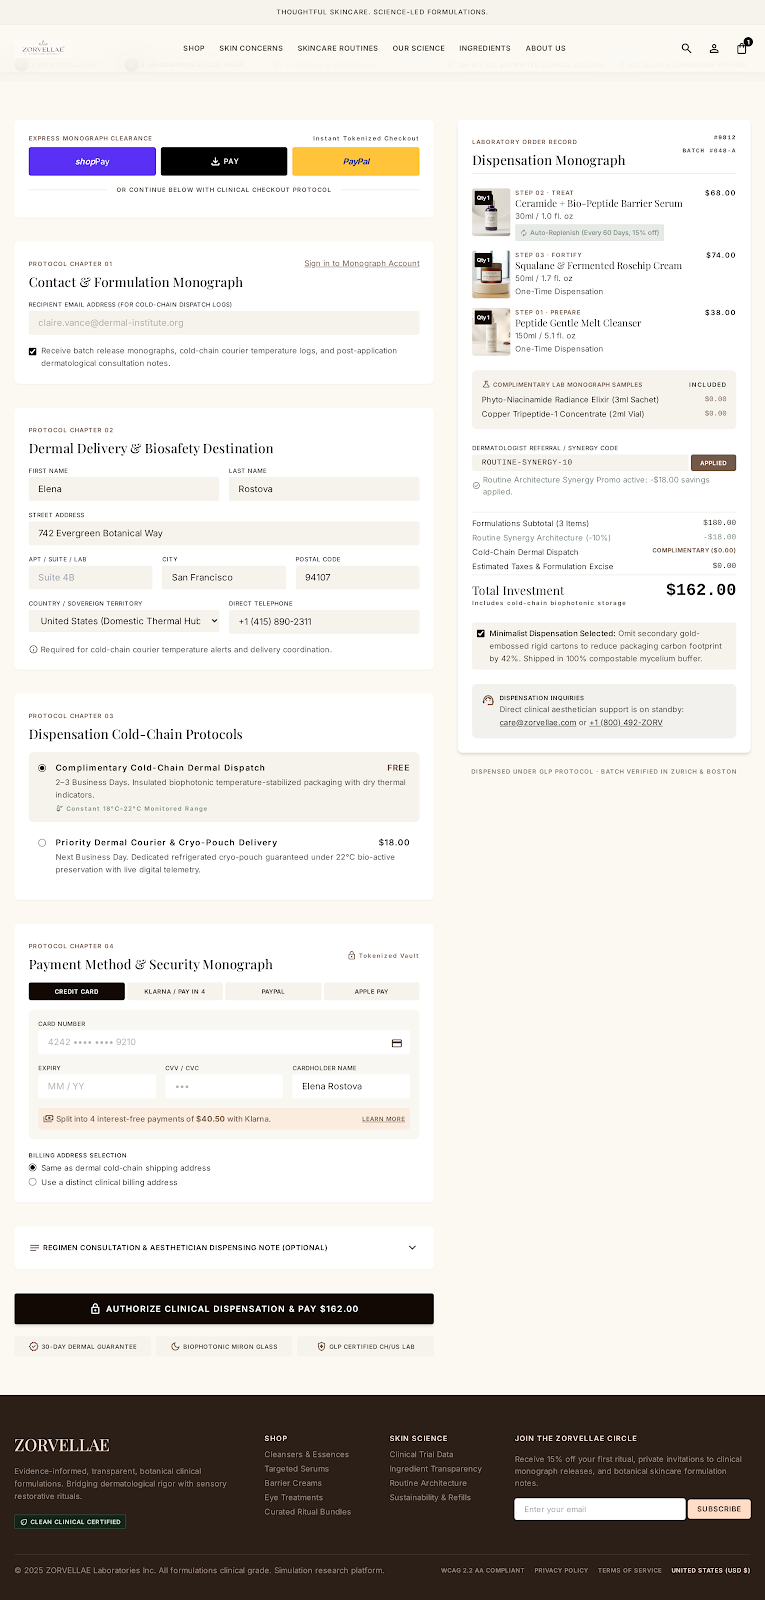 THOUGHTFUL SKINCARE. SCIENCE-LED FORMULATIONS.
ZORVELLAE
SHOP SKIN CONCERNS SKINCARE ROUTINES OUR SCIENCE INGREDIENTS ABOUT US
1
EXPRESS MONOGRAPH CLEARANCE Instant Tokenized Checkout
shopPay PAY PayPal
OR CONTINUE BELOW WITH CLINICAL CHECKOUT PROTOCOL
PROTOCOL CHAPTER 01 Sign in to Monograph Account
Contact & Formulation Monograph
RECIPIENT EMAIL ADDRESS (FOR COLD-CHAIN DISPATCH LOGS)
claire.vance@dermal-institute.org
Receive batch release monographs, cold-chain courier temperature logs, and post-application
dermatological consultation notes.
PROTOCOL CHAPTER 02
Dermal Delivery & Biosafety Destination
FIRST NAME LAST NAME
Elena Rostova
STREET ADDRESS
742 Evergreen Botanical Way
APT / SUITE / LAB CITY POSTAL CODE
Suite 4B San Francisco 94107
COUNTRY / SOVEREIGN TERRITORY DIRECT TELEPHONE
United States (Domestic Thermal Hub +1 (415) 890-2311
Required for cold-chain courier temperature alerts and delivery coordination.
PROTOCOL CHAPTER 03
Dispensation Cold-Chain Protocols
Complimentary Cold-Chain Dermal Dispatch FREE
2–3 Business Days. Insulated biophotonic temperature-stabilized packaging with dry thermal
indicators.
Constant 18°C–22°C Monitored Range
Priority Dermal Courier & Cryo-Pouch Delivery $18.00
Next Business Day. Dedicated refrigerated cryo-pouch guaranteed under 22°C bio-active
preservation with live digital telemetry.
PROTOCOL CHAPTER 04
Payment Method & Security Monograph Tokenized Vault
CREDIT CARD KLARNA / PAY IN 4 PAYPAL APPLE PAY
CARD NUMBER
4242 •••• •••• 9210
EXPIRY CVV / CVC CARDHOLDER NAME
MM / YY ••• Elena Rostova
Split into 4 interest-free payments of $40.50 with Klarna. LEARN MORE
BILLING ADDRESS SELECTION
Same as dermal cold-chain shipping address
Use a distinct clinical billing address
REGIMEN CONSULTATION & AESTHETICIAN DISPENSING NOTE (OPTIONAL)
AUTHORIZE CLINICAL DISPENSATION & PAY $162.00
30-DAY DERMAL GUARANTEE BIOPHOTONIC MIRON GLASS GLP CERTIFIED CH/US LAB
LABORATORY ORDER RECORD #9812
Dispensation Monograph BATCH #648-A
Qty 1 STEP 02 · TREAT $68.00
Ceramide + Bio-Peptide Barrier Serum
30ml / 1.0 fl. oz
Auto-Replenish (Every 60 Days, 15% off)
Qty 1 STEP 03 · FORTIFY $74.00
Squalane & Fermented Rosehip Cream
50ml / 1.7 fl. oz
One-Time Dispensation
Qty 1 STEP 01 · PREPARE $38.00
Peptide Gentle Melt Cleanser
150ml / 5.1 fl. oz
One-Time Dispensation
COMPLIMENTARY LAB MONOGRAPH SAMPLES INCLUDED
Phyto-Niacinamide Radiance Elixir (3ml Sachet) $0.00
Copper Tripeptide-1 Concentrate (2ml Vial) $0.00
DERMATOLOGIST REFERRAL / SYNERGY CODE
ROUTINE-SYNERGY-10 APPLIED
Routine Architecture Synergy Promo active: -$18.00 savings
applied.
Formulations Subtotal (3 Items) $180.00
Routine Synergy Architecture (-10%) -$18.00
Cold-Chain Dermal Dispatch COMPLIMENTARY ($0.00)
Estimated Taxes & Formulation Excise $0.00
Total Investment $162.00
Includes cold-chain biophotonic storage
Minimalist Dispensation Selected: Omit secondary gold-
embossed rigid cartons to reduce packaging carbon footprint
by 42%. Shipped in 100% compostable mycelium buffer.
DISPENSATION INQUIRIES
Direct clinical aesthetician support is on standby:
care@zorvellae.com or +1 (800) 492-ZORV
DISPENSED UNDER GLP PROTOCOL · BATCH VERIFIED IN ZURICH & BOSTON
ZORVELLAE
Evidence-informed, transparent, botanical clinical
formulations. Bridging dermatological rigor with sensory
restorative rituals.
CLEAN CLINICAL CERTIFIED
SHOP
Cleansers & Essences
Targeted Serums
Barrier Creams
Eye Treatments
Curated Ritual Bundles
SKIN SCIENCE
Clinical Trial Data
Ingredient Transparency
Routine Architecture
Sustainability & Refills
JOIN THE ZORVELLAE CIRCLE
Receive 15% off your first ritual, private invitations to clinical
monograph releases, and botanical skincare formulation
notes.
Enter your email SUBSCRIBE
© 2025 ZORVELLAE Laboratories Inc. All formulations clinical grade. Simulation research platform.
WCAG 2.2 AA COMPLIANT PRIVACY POLICY TERMS OF SERVICE UNITED STATES (USD $)